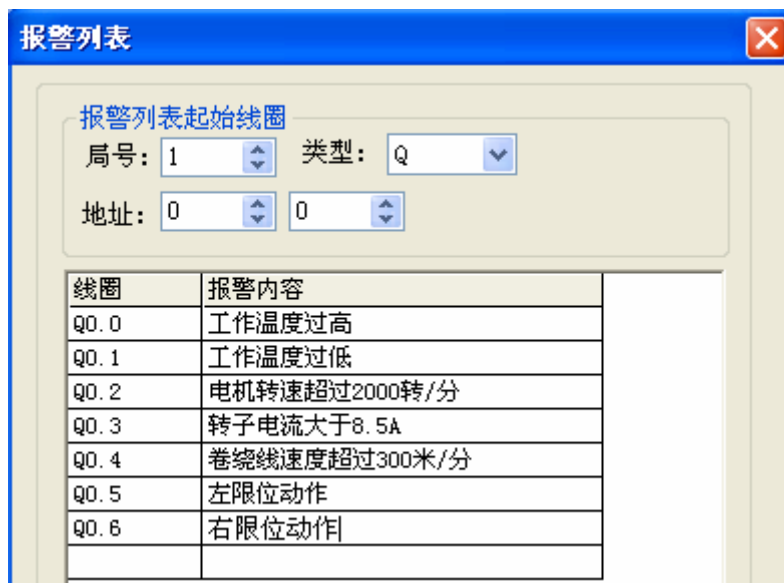 报警列表
报警列表起始线圈
局号: 1 类型: Q
地址: 0 0
线圈 报警内容
Q0.0 工作温度过高
Q0.1 工作温度过低
Q0.2 电机转速超过2000转/分
Q0.3 转子电流大于8.5A
Q0.4 卷绕线速度超过300米/分
Q0.5 左限位动作
Q0.6 右限位动作